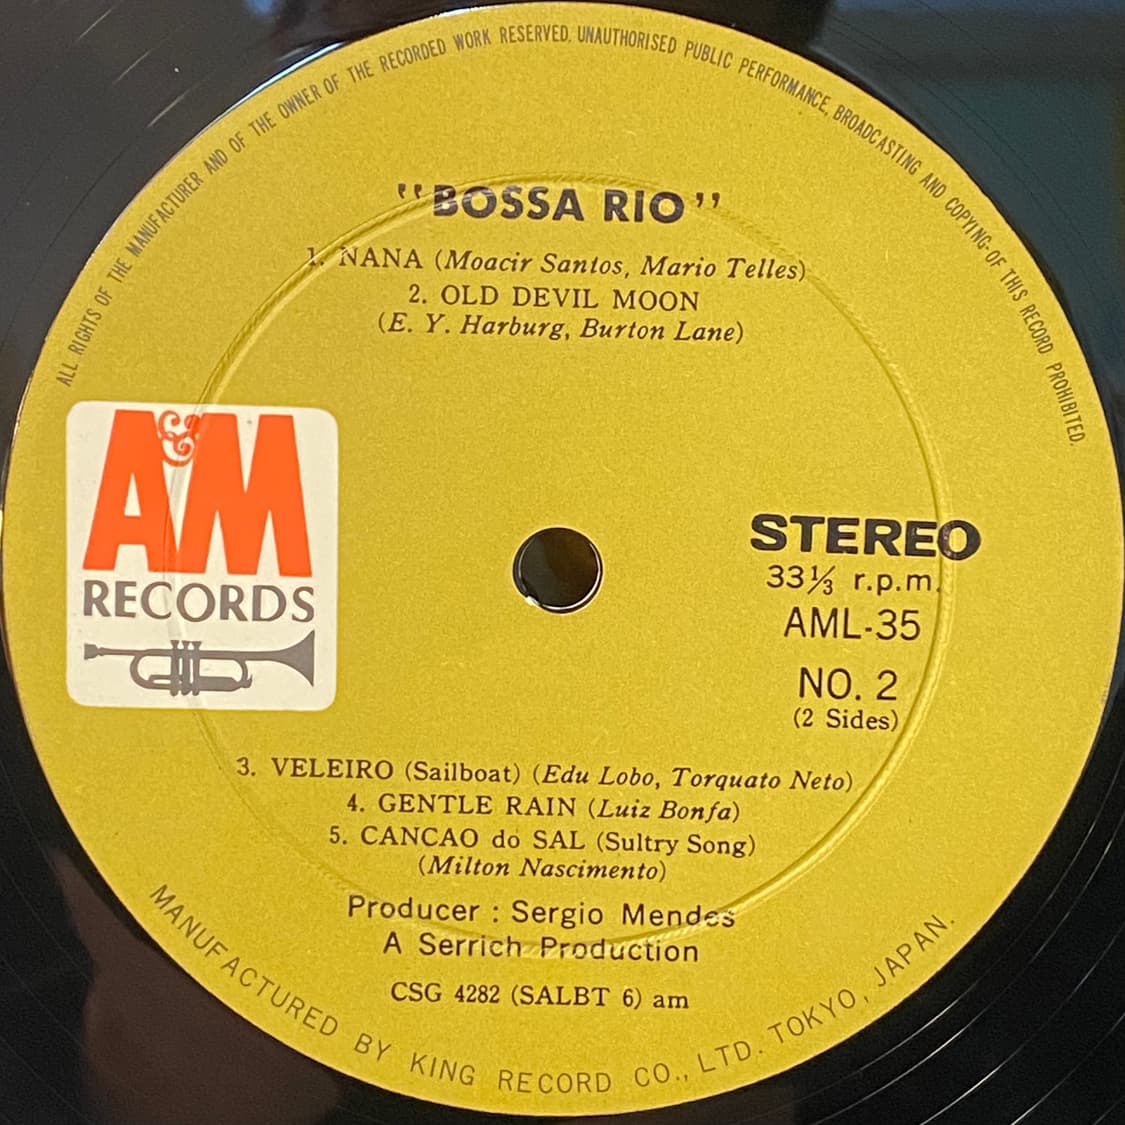 ALL RIGHTS OF THE MANUFACTURER AND OF THE OWNER OF THE RECORDED WORK RESERVED. UNAUTHORISED PUBLIC PERFORMANCE, BROADCASTING AND COPYING-OF THIS RECORD PROHIBITED.
"BOSSA RIO"
1. NANA (Moacir Santos, Mario Telles)
2. OLD DEVIL MOON
(E. Y. Harburg, Burton Lane)
A&M
RECORDS
STEREO
33⅓ r.p.m.
AML-35
NO. 2
(2 Sides)
3. VELEIRO (Sailboat) (Edu Lobo, Torquato Neto)
4. GENTLE RAIN (Luiz Bonfa)
5. CANCAO do SAL (Sultry Song)
(Milton Nascimento)
Producer : Sergio Mendes
A Serrich Production
CSG 4282 (SALBT 6) am
MANUFACTURED BY KING RECORD CO., LTD. TOKYO, JAPAN.